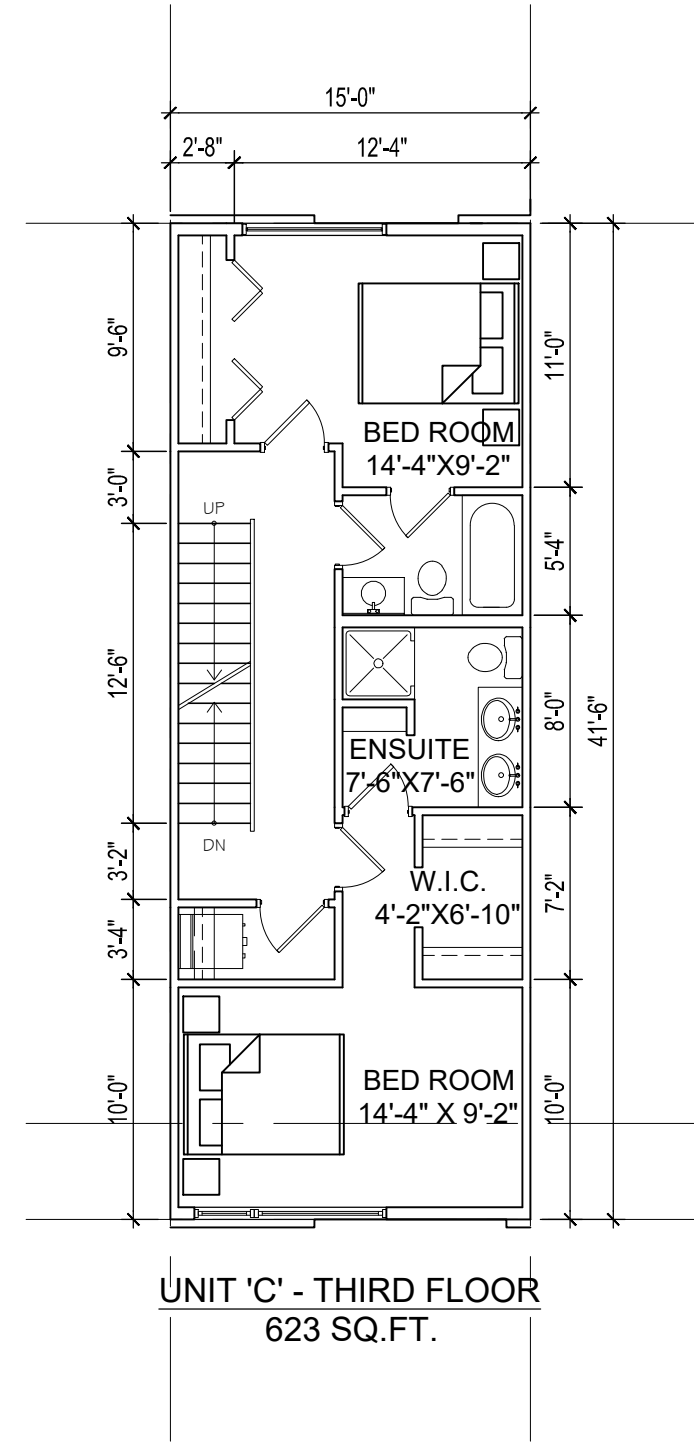 15'-0"
2'-8"
12'-4"
9'-6"
11'-0"
BED ROOM
14'-4"X9'-2"
3'-0"
UP
5'-4"
12'-6"
8'-0"
41'-6"
ENSUITE
7'-6"X7'-6"
DN
3'-2"
W.I.C.
4'-2"X6'-10"
7'-2"
3'-4"
BED ROOM
14'-4" X 9'-2"
10'-0"
10'-0"
UNIT 'C' - THIRD FLOOR
623 SQ.FT.